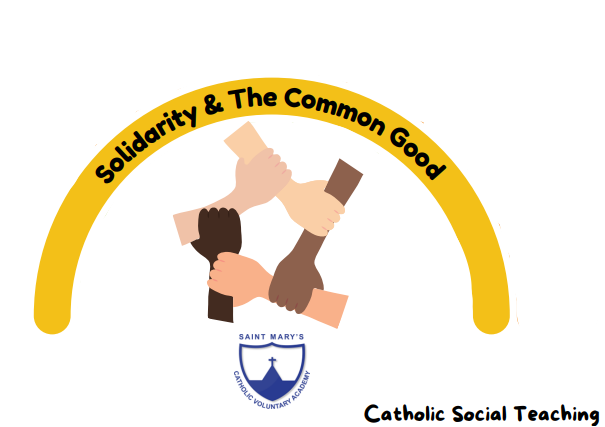 Solidarity & The Common Good
SAINT MARY'S
CATHOLIC VOLUNTARY ACADEMY
Catholic Social Teaching